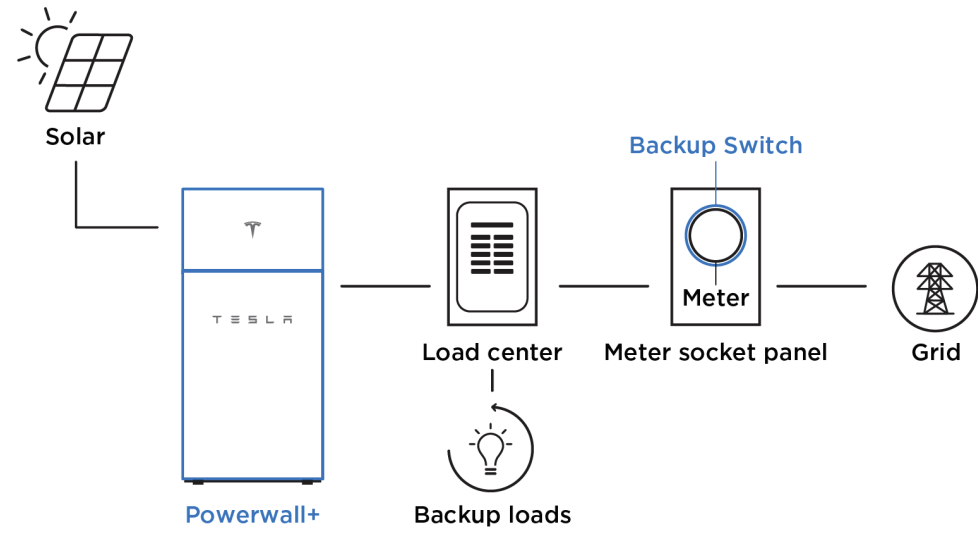 Solar
Backup Switch
TESLA
Meter
Load center
Meter socket panel
Grid
Powerwall+
Backup loads